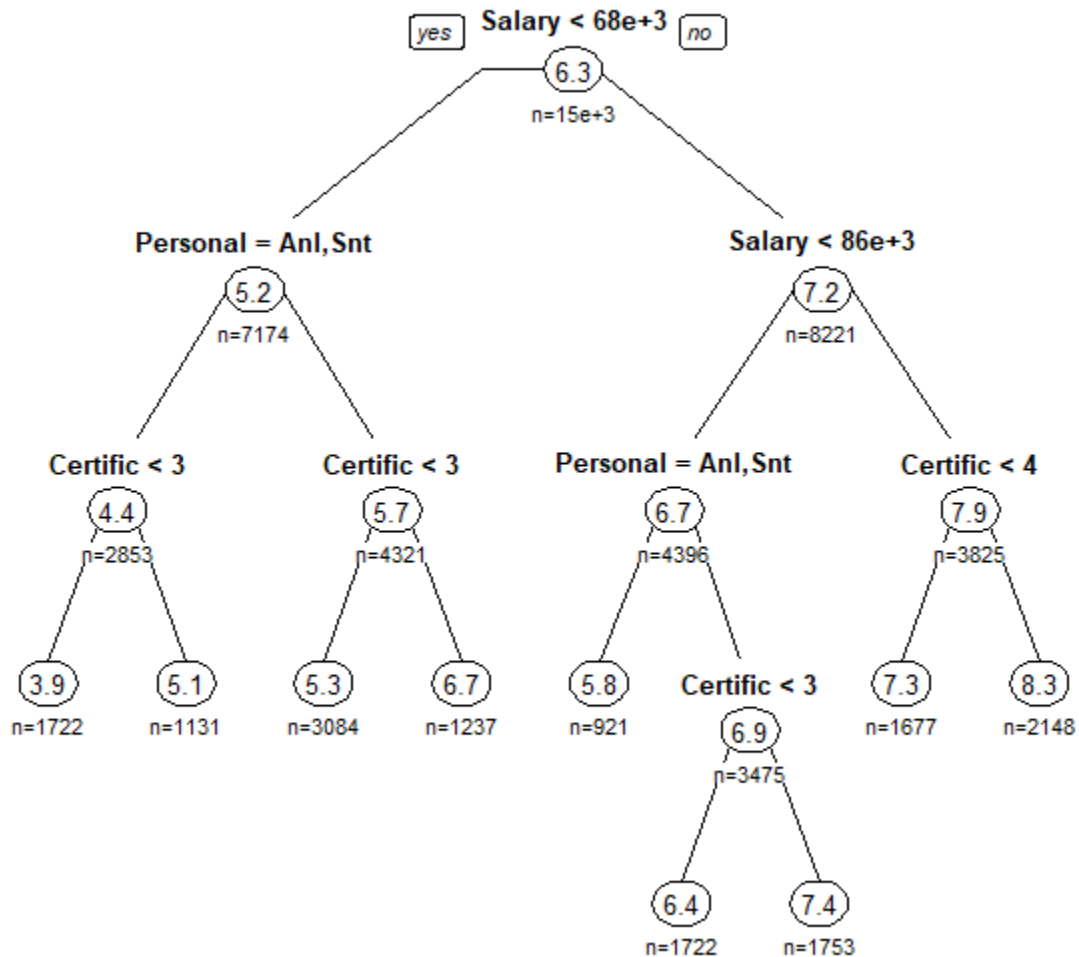 Salary < 68e+3
yes
no
6.3
n=15e+3
Personal = Anl,Snt
Salary < 86e+3
5.2
7.2
n=7174
n=8221
Certific < 3
Certific < 3
Personal = Anl,Snt
Certific < 4
4.4
5.7
6.7
7.9
n=2853
n=4321
n=4396
n=3825
3.9
5.1
5.3
6.7
5.8
Certific < 3
7.3
8.3
n=1722
n=1131
n=3084
n=1237
n=921
6.9
n=1677
n=2148
n=3475
6.4
7.4
n=1722
n=1753